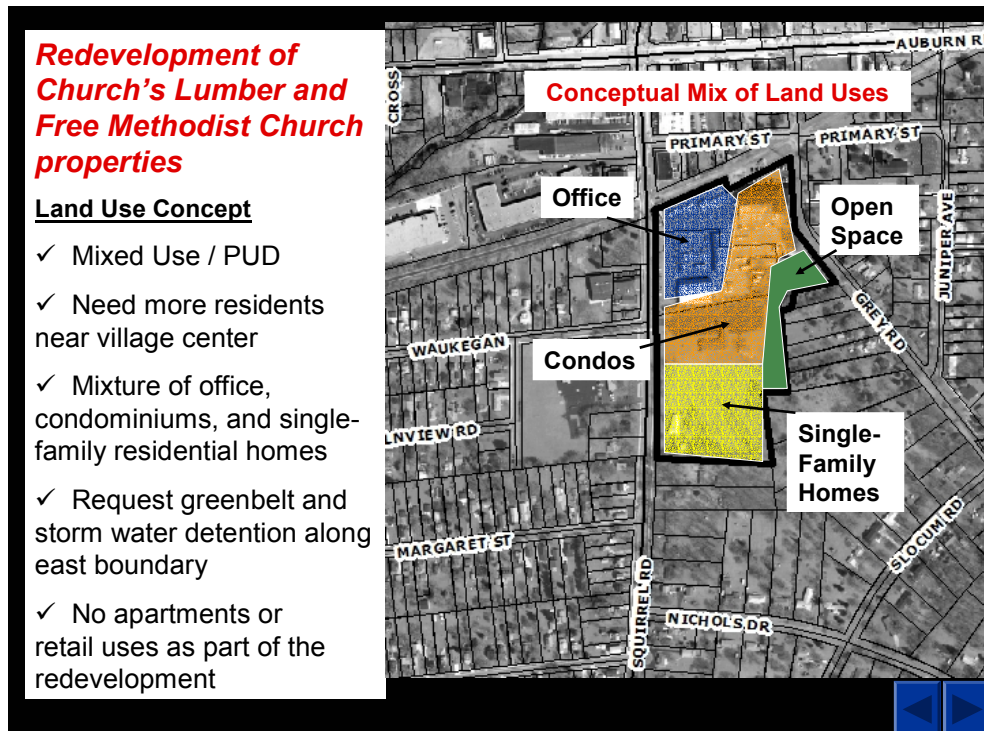 Redevelopment of
Church's Lumber and
Free Methodist Church
properties
Land Use Concept
✓ Mixed Use / PUD
✓ Need more residents
near village center
✓ Mixture of office,
condominiums, and single-
family residential homes
✓ Request greenbelt and
storm water detention along
east boundary
✓ No apartments or
retail uses as part of the
redevelopment
AUBURN R
CROSS
Conceptual Mix of Land Uses
PRIMARY ST
PRIMARY ST
Office
Open
Space
JUNIPER AVE
GREY RD
WAUKEGAN
Condos
LNVIEW RD
Single-
Family
Homes
MARGARET ST
SLOCUM RD
SQUIRREL RD
NICHOLS DR